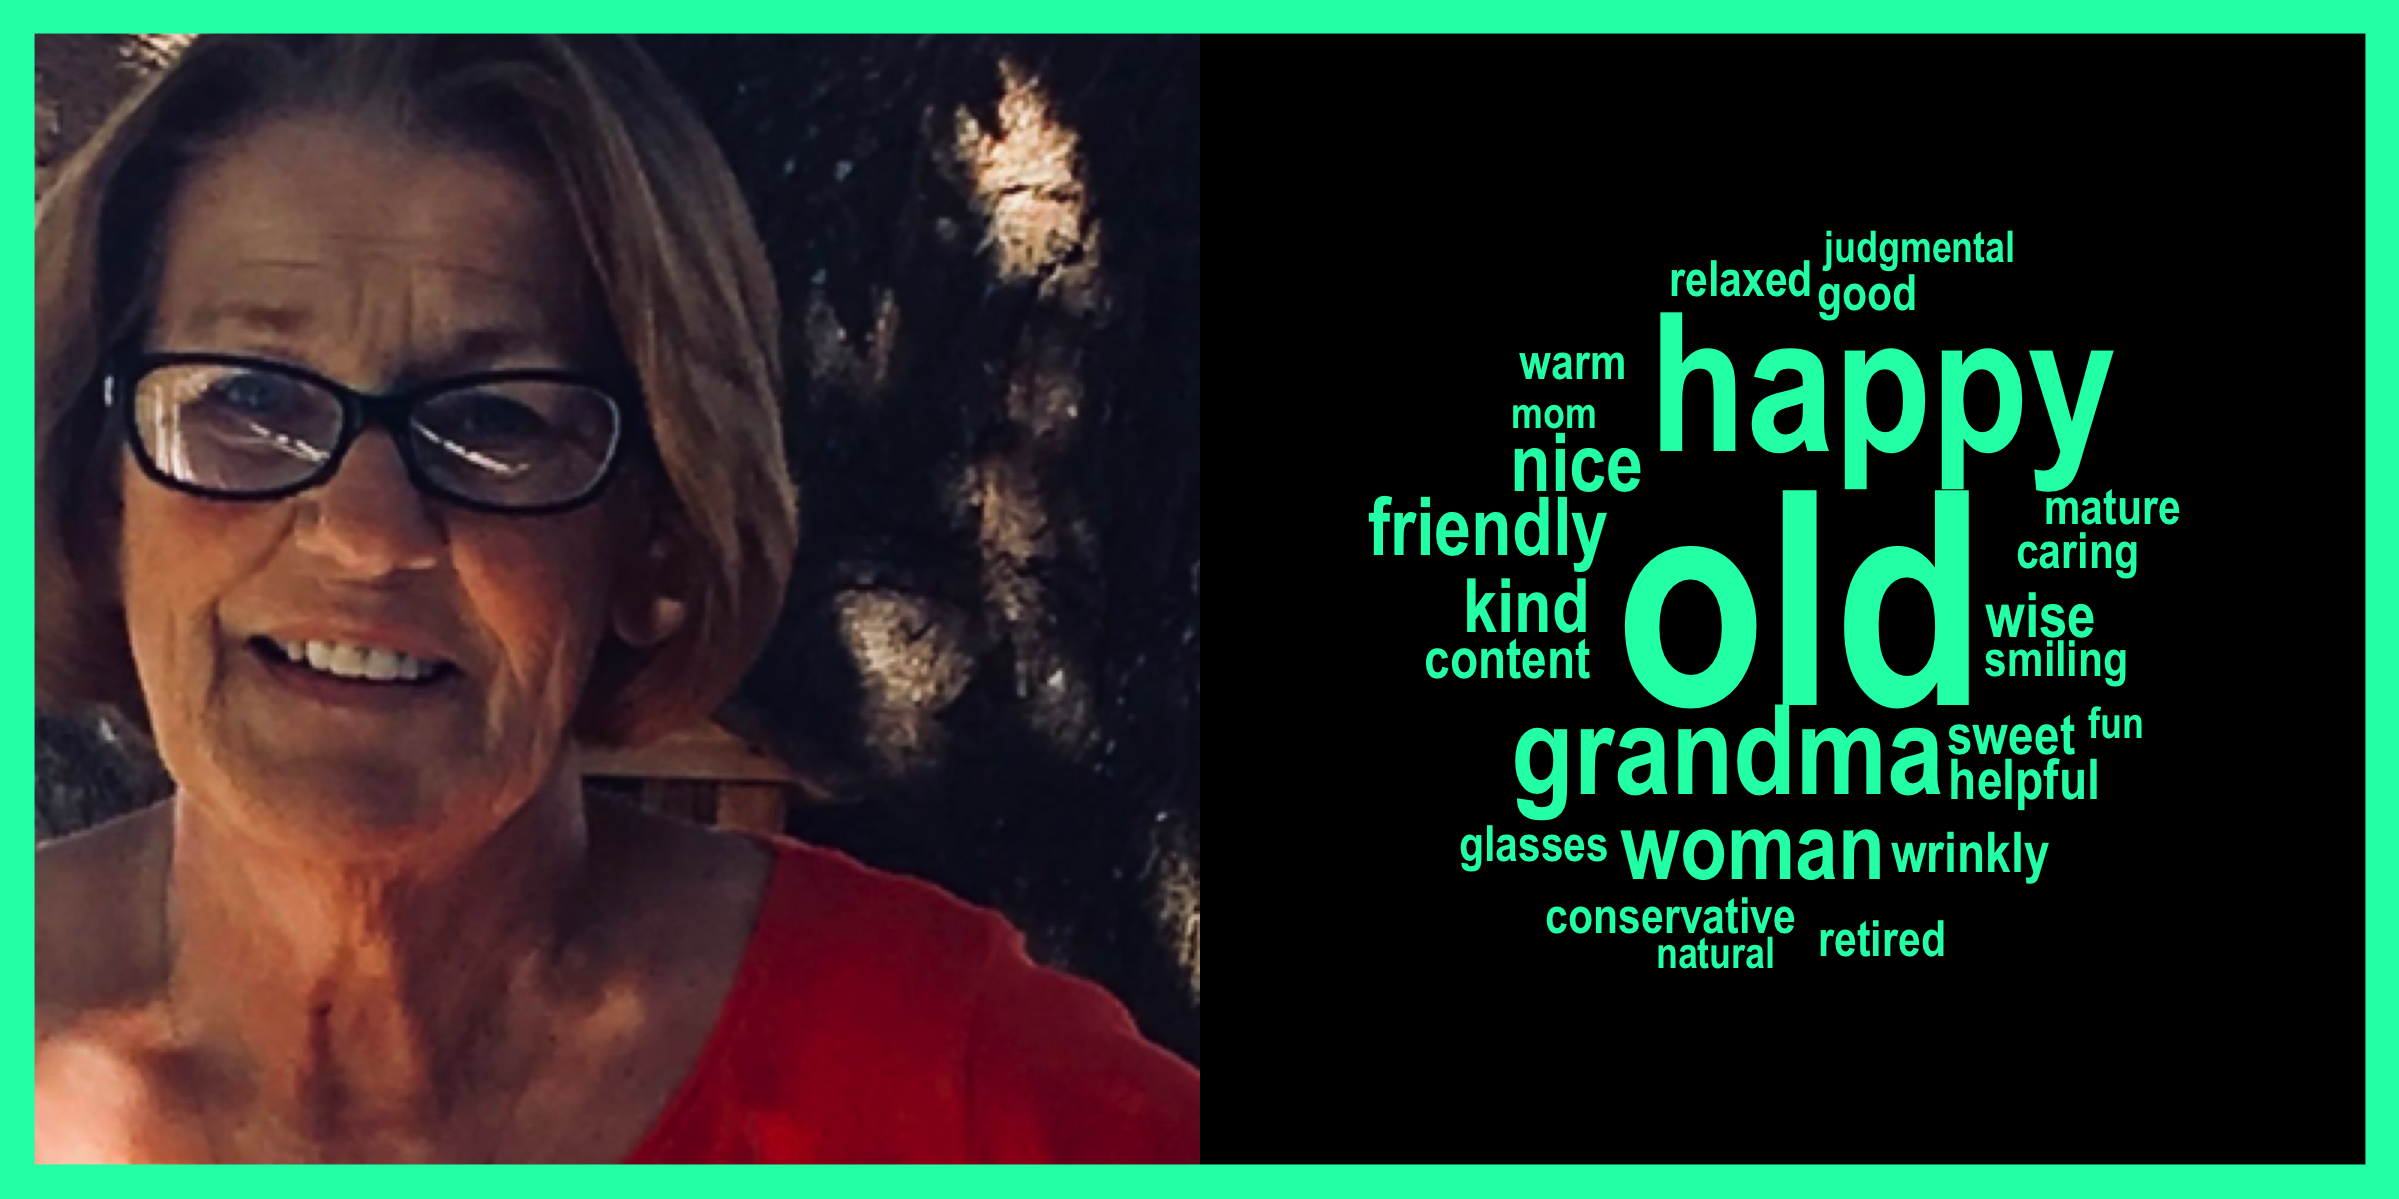 judgmental
relaxed good
warm happy
mom
nice
friendly mature
caring
kind old wise
content smiling
grandma sweet fun
helpful
glasses woman wrinkly
conservative retired
natural